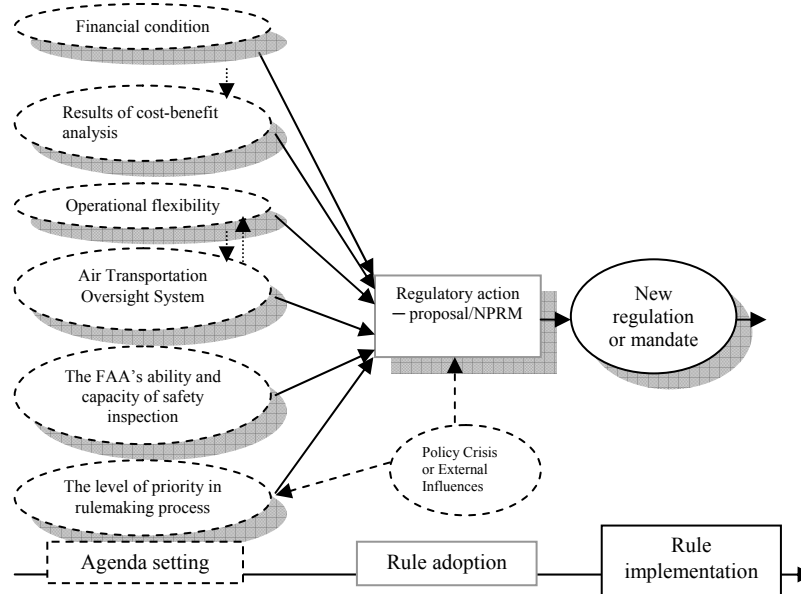 Financial condition
Results of cost-benefit
analysis
Operational flexibility
Air Transportation
Oversight System
The FAA's ability and
capacity of safety
inspection
The level of priority in
rulemaking process
Regulatory action
– proposal/NPRM
New
regulation
or mandate
Policy Crisis
or External
Influences
Agenda setting
Rule adoption
Rule
implementation